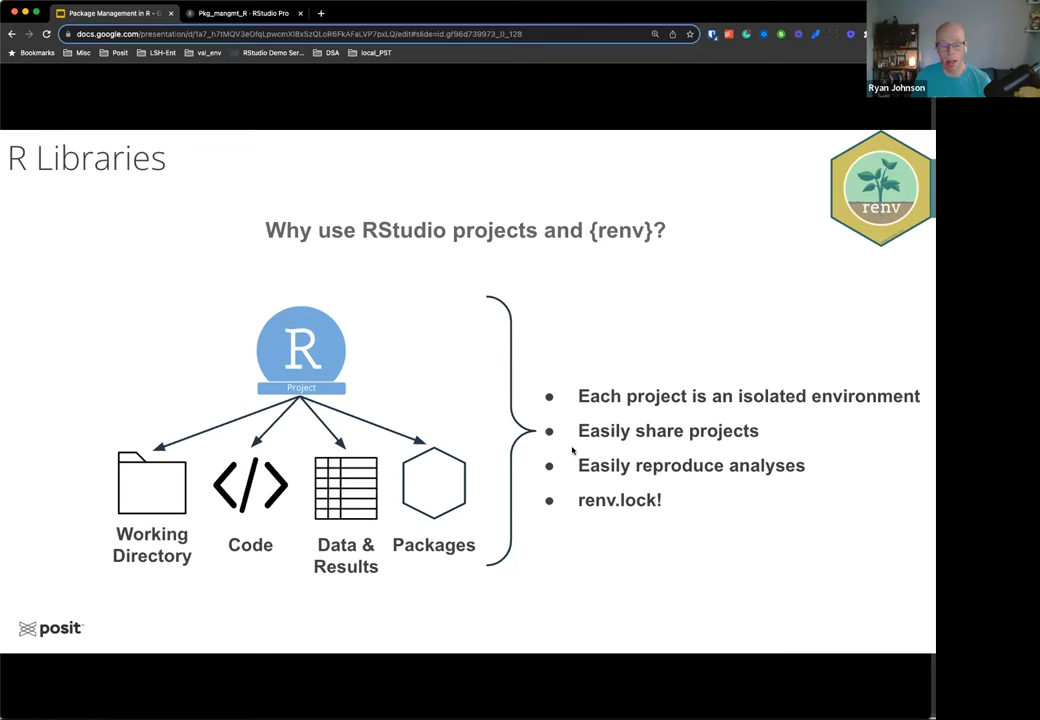 Package Management in R - G
Pkg_mangmt_R - RStudio Pro
docs.google.com/presentation/d/1a7_h7tMQV3eOfqLpwcmXl8xSzQLoR6FkAFaLVP7pxLQ/edit#slide=id.gf96d739973_0_128
Bookmarks
Misc
Posit
LSH-Ent
val_env
RStudio Demo Ser...
DSA
local_PST
Ryan Johnson
R Libraries
renv
Why use RStudio projects and {renv}?
R
Project
Working
Directory
Code
Data &
Results
Packages
● Each project is an isolated environment
● Easily share projects
● Easily reproduce analyses
● renv.lock!
posit